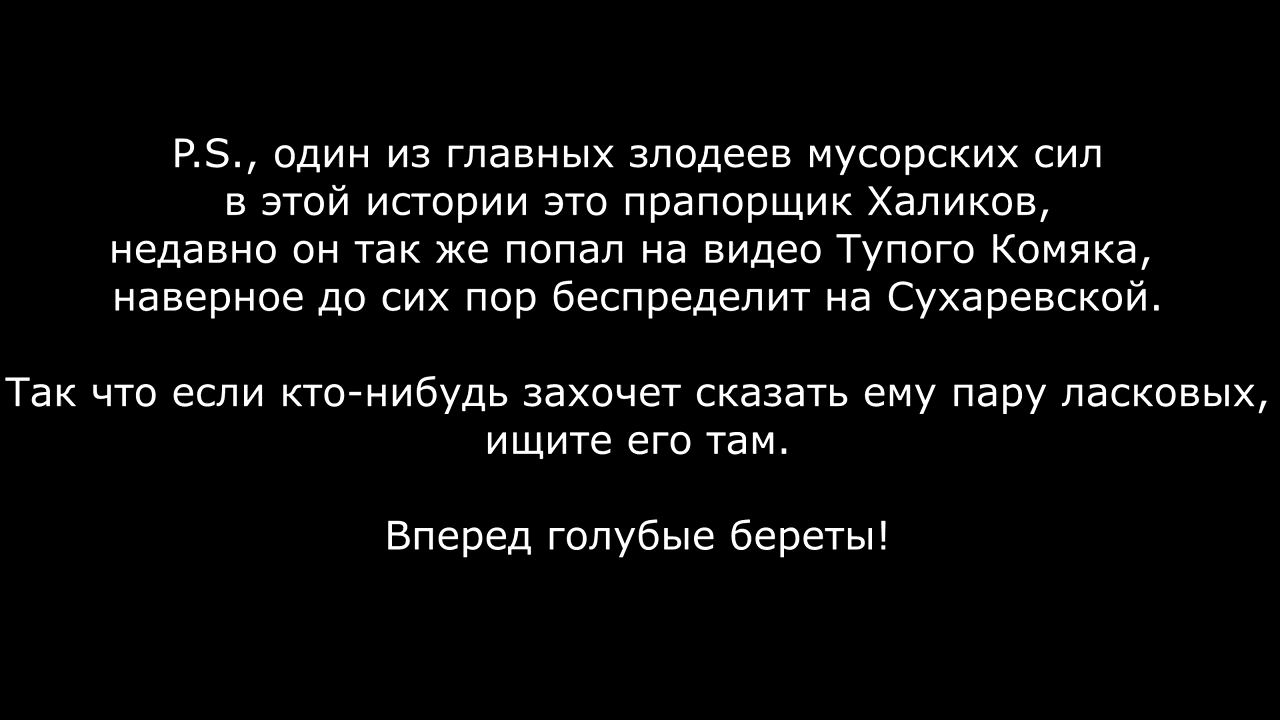 P.S., один из главных злодеев мусорских сил
в этой истории это прапорщик Халиков,
недавно он так же попал на видео Тупого Комяка,
наверное до сих пор беспределит на Сухаревской.
Так что если кто-нибудь захочет сказать ему пару ласковых,
ищите его там.
Вперед голубые береты!